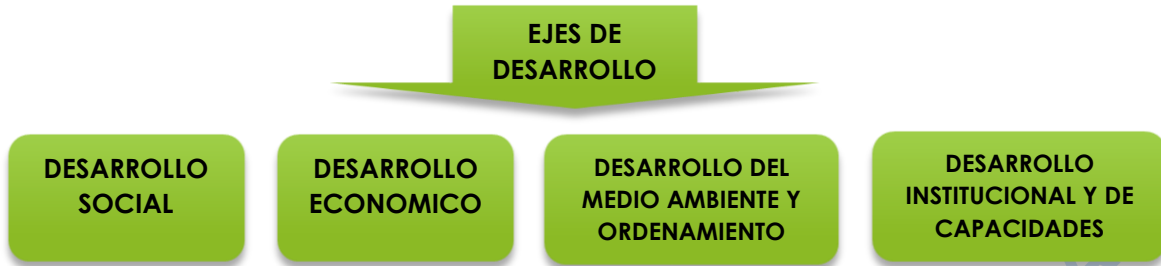 EJES DE
DESARROLLO
DESARROLLO
SOCIAL
DESARROLLO
ECONOMICO
DESARROLLO DEL
MEDIO AMBIENTE Y
ORDENAMIENTO
DESARROLLO
INSTITUCIONAL Y DE
CAPACIDADES